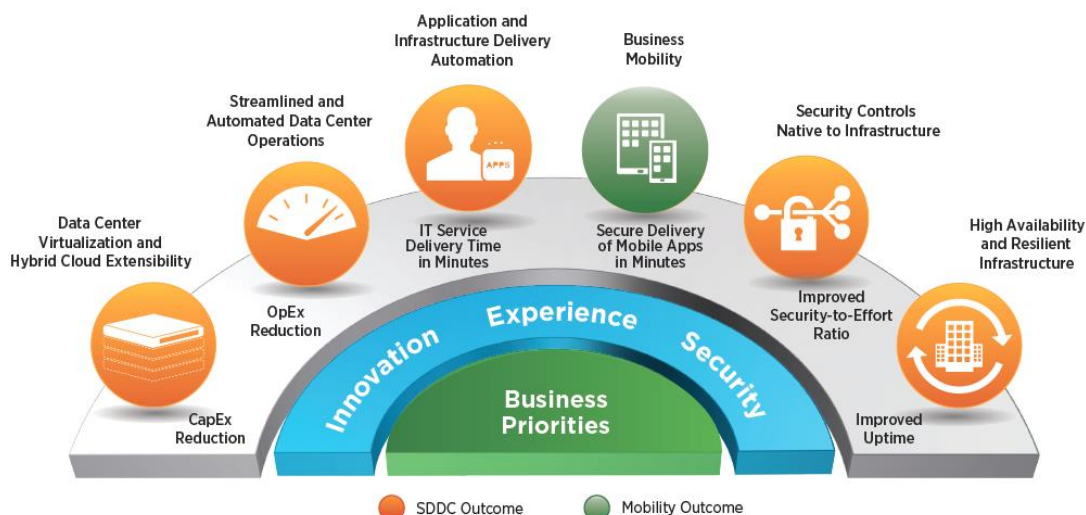 Application and
Infrastructure Delivery
Automation
Business
Mobility
Streamlined and
Automated Data Center
Operations
Security Controls
Native to Infrastructure
APPS
Data Center
Virtualization and
Hybrid Cloud Extensibility
IT Service
Delivery Time
in Minutes
Secure Delivery
of Mobile Apps
in Minutes
High Availability
and Resilient
Infrastructure
OpEx
Reduction
Improved
Security-to-Effort
Ratio
Innovation
Experience
Security
CapEx
Reduction
Business
Priorities
Improved
Uptime
SDDC Outcome
Mobility Outcome